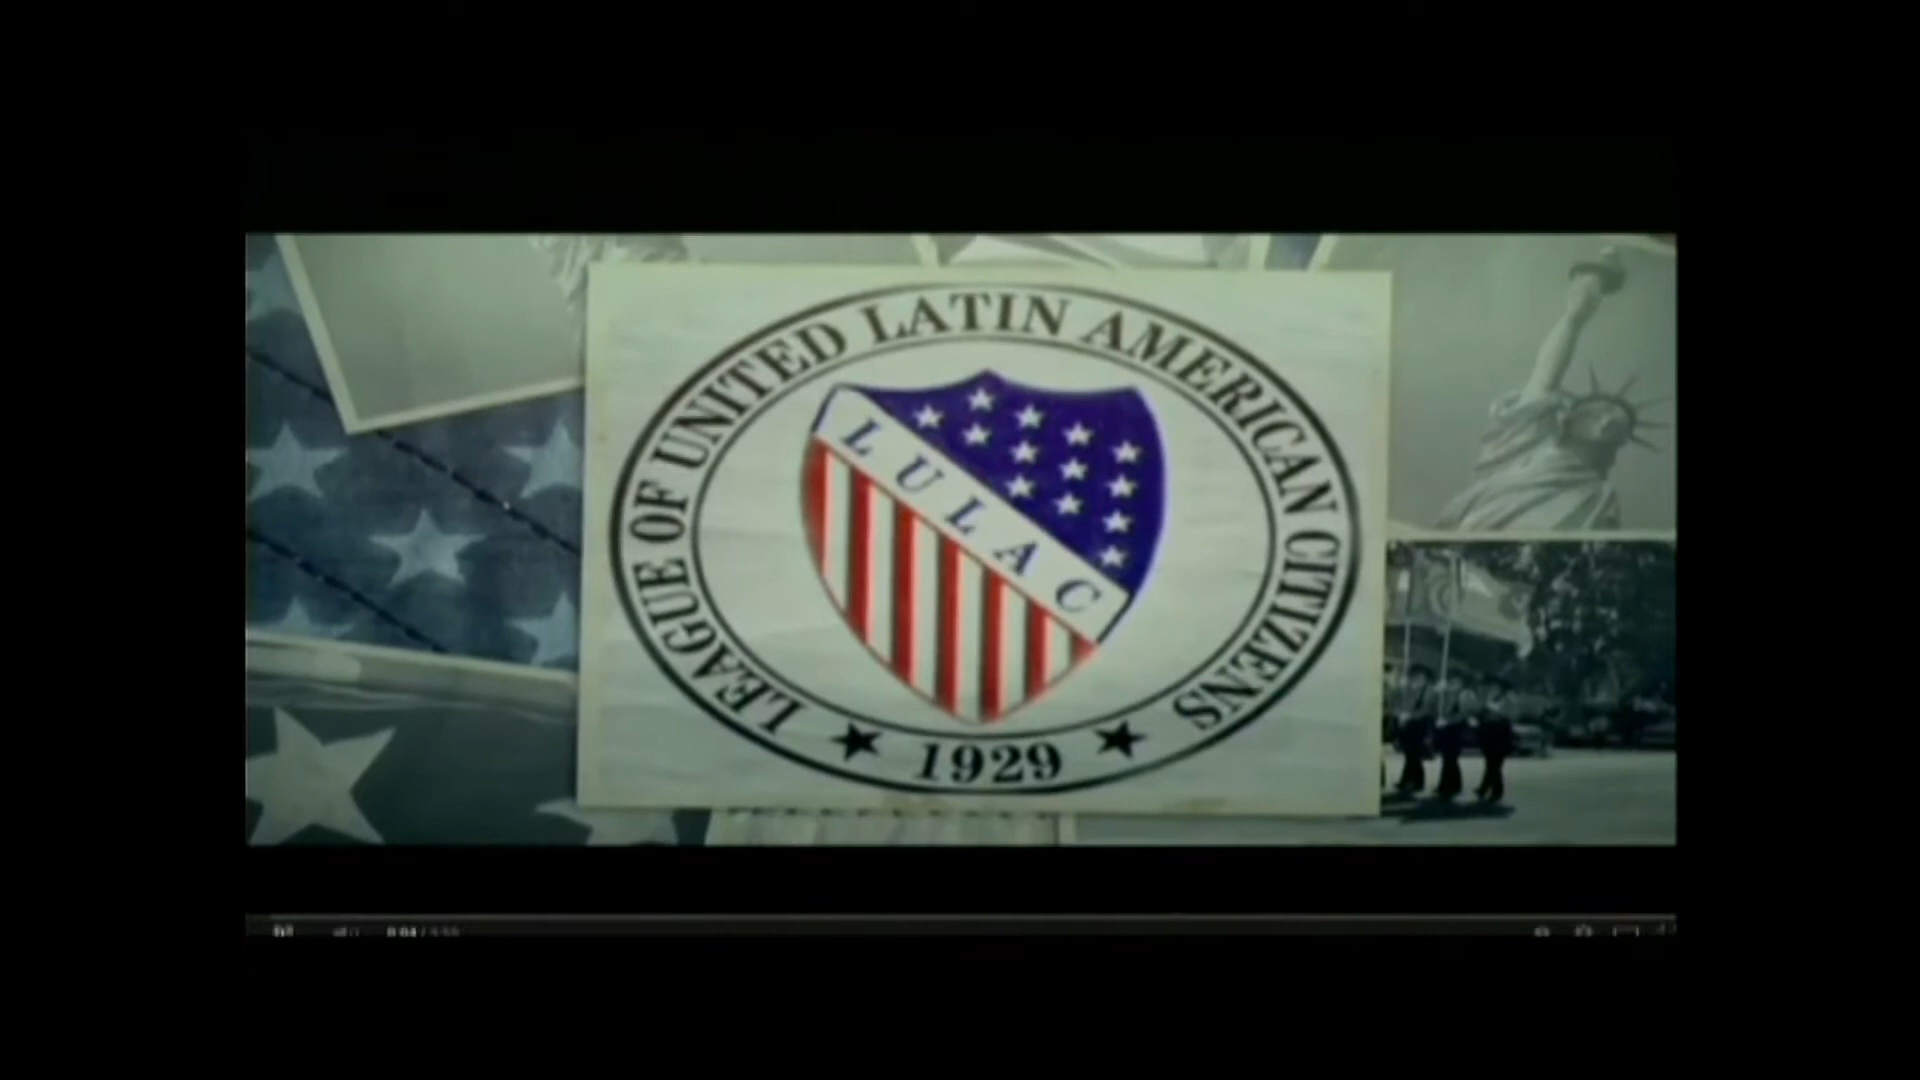 LEAGUE OF UNITED LATIN AMERICAN CITIZENS
LULAC
★ 1929 ★